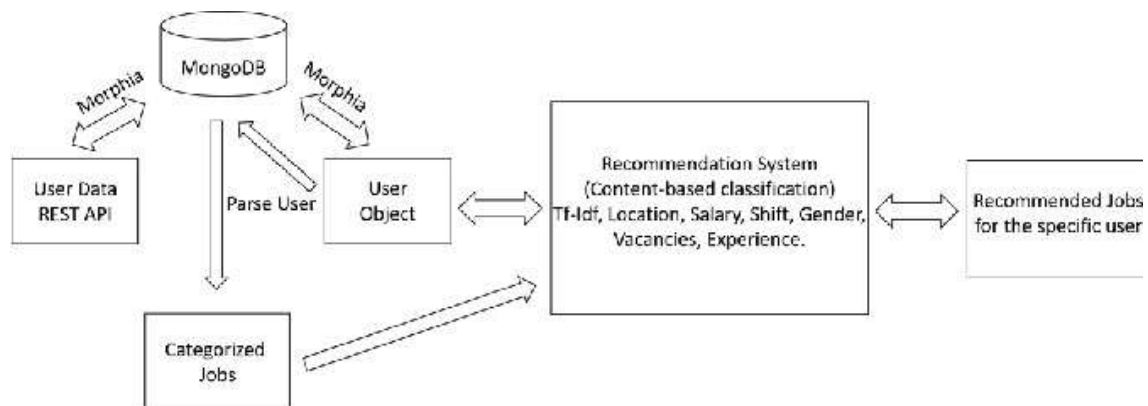 MongoDB
Morphia
Morphia
User Data
REST API
Parse User
User
Object
Recommendation System
(Content-based classification)
Tf-Idf, Location, Salary, Shift, Gender,
Vacancies, Experience.
Recommended Jobs
for the specific user
Categorized
Jobs